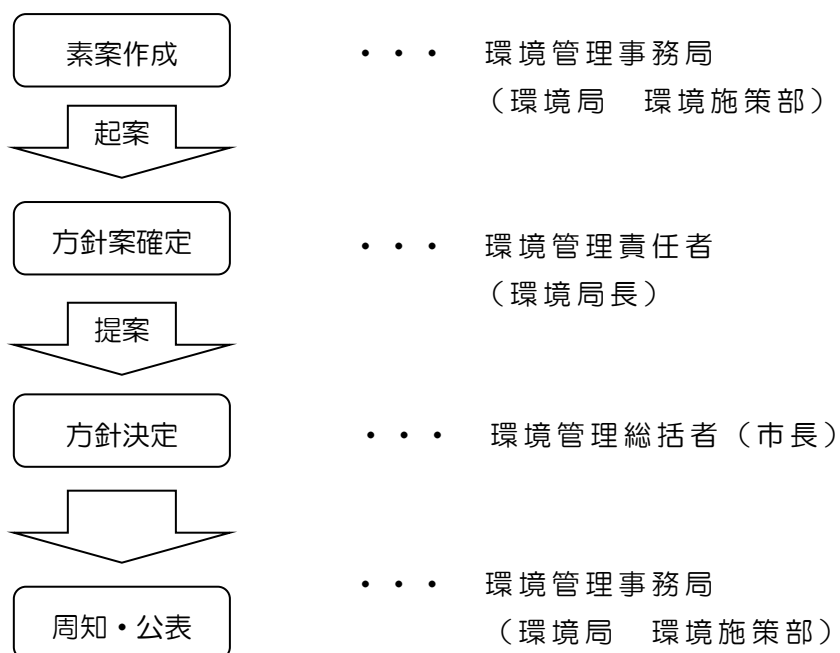 素案作成 ・・・ 環境管理事務局
（環境局　環境施策部）
起案
方針案確定 ・・・ 環境管理責任者
（環境局長）
提案
方針決定 ・・・ 環境管理総括者（市長）
周知・公表 ・・・ 環境管理事務局
（環境局　環境施策部）